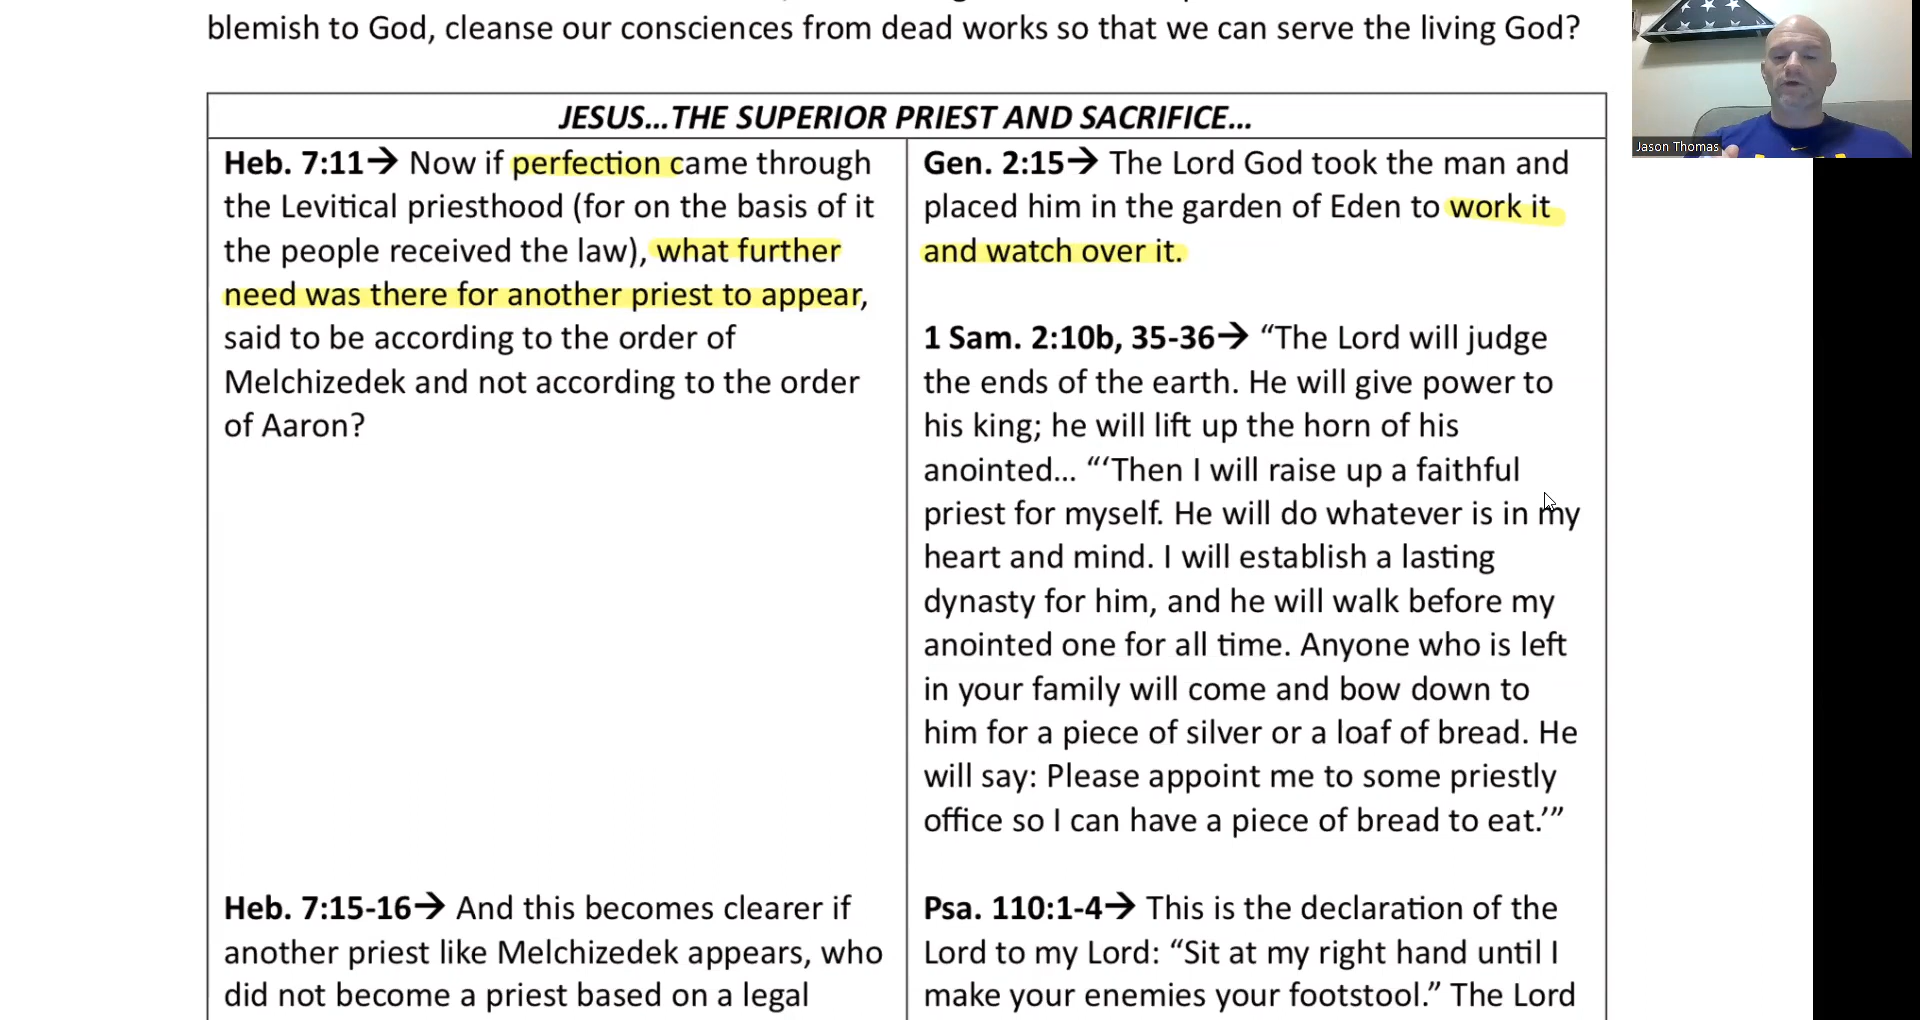 blemish to God, cleanse our consciences from dead works so that we can serve the living God?
JESUS...THE SUPERIOR PRIEST AND SACRIFICE...
Heb. 7:11→ Now if perfection came through
the Levitical priesthood (for on the basis of it
the people received the law), what further
need was there for another priest to appear,
said to be according to the order of
Melchizedek and not according to the order
of Aaron?
Heb. 7:15-16→ And this becomes clearer if
another priest like Melchizedek appears, who
did not become a priest based on a legal
Gen. 2:15→ The Lord God took the man and
placed him in the garden of Eden to work it
and watch over it.
1 Sam. 2:10b, 35-36→ “The Lord will judge
the ends of the earth. He will give power to
his king; he will lift up the horn of his
anointed... “‘Then I will raise up a faithful
priest for myself. He will do whatever is in my
heart and mind. I will establish a lasting
dynasty for him, and he will walk before my
anointed one for all time. Anyone who is left
in your family will come and bow down to
him for a piece of silver or a loaf of bread. He
will say: Please appoint me to some priestly
office so I can have a piece of bread to eat.’”
Psa. 110:1-4→ This is the declaration of the
Lord to my Lord: “Sit at my right hand until I
make your enemies your footstool.” The Lord
Jason Thomas